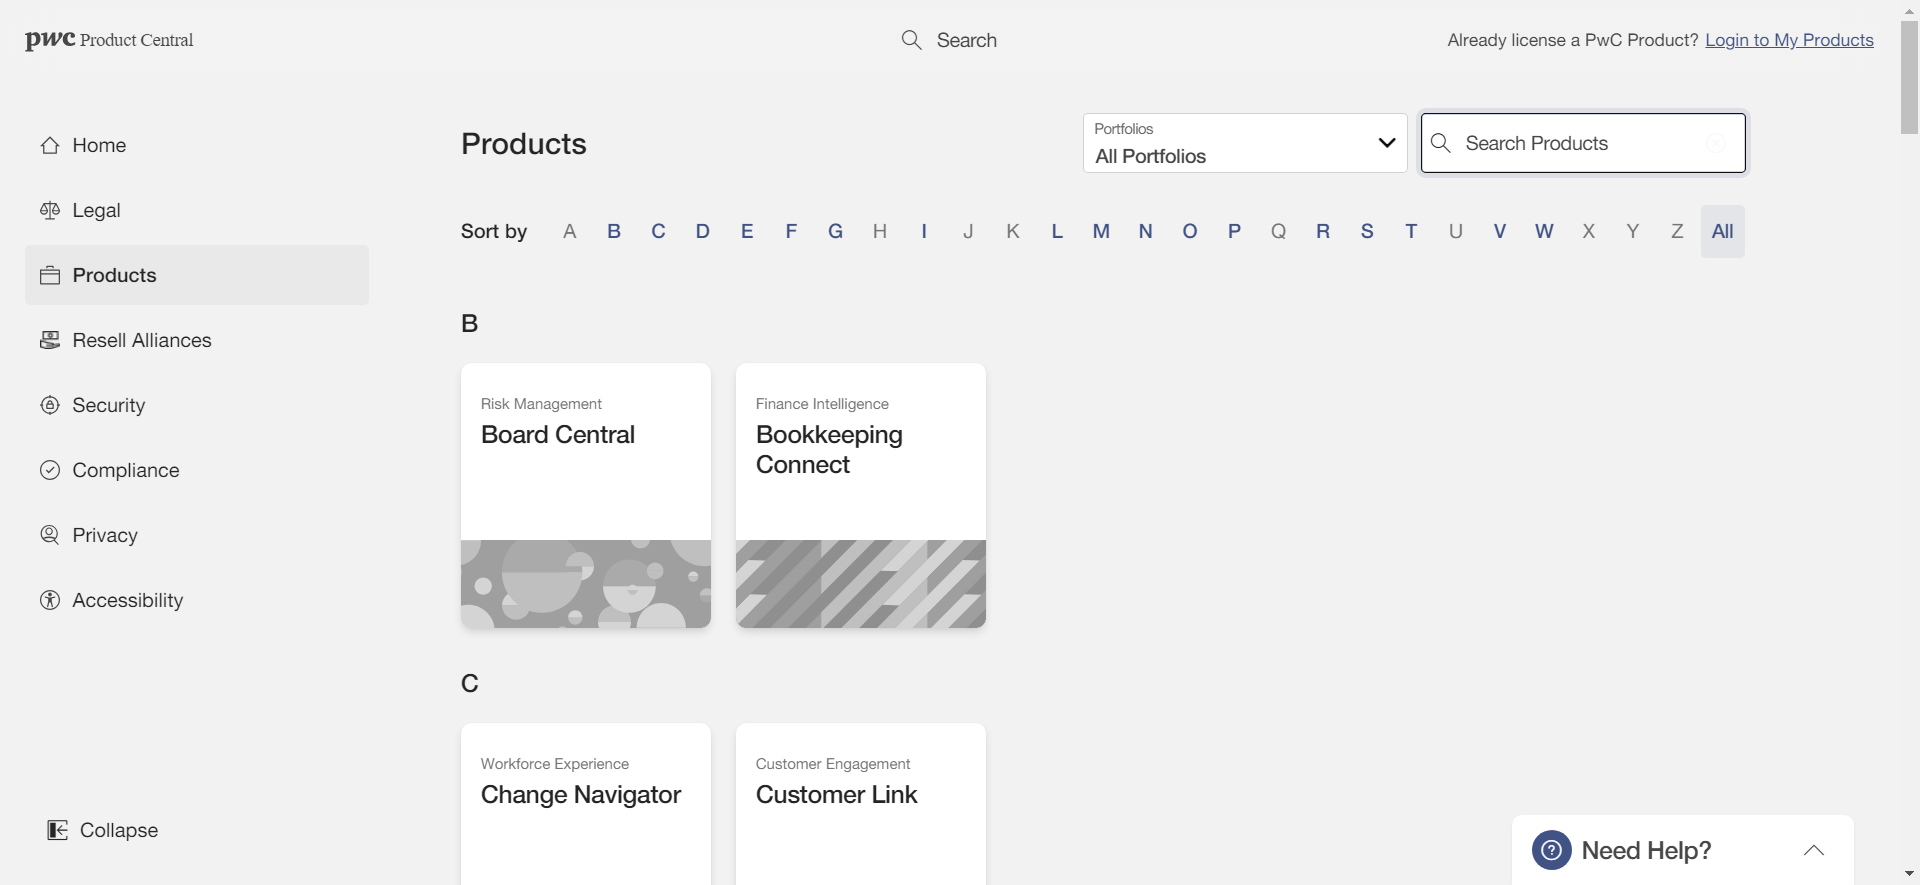 pwc Product Central
Search
Already license a PwC Product? Login to My Products
Home
Legal
Products
Resell Alliances
Security
Compliance
Privacy
Accessibility
Collapse
Products
Portfolios
All Portfolios
Search Products
Sort by A B C D E F G H I J K L M N O P Q R S T U V W X Y Z All
B
Risk Management
Board Central
Finance Intelligence
Bookkeeping
Connect
C
Workforce Experience
Change Navigator
Customer Engagement
Customer Link
Need Help?